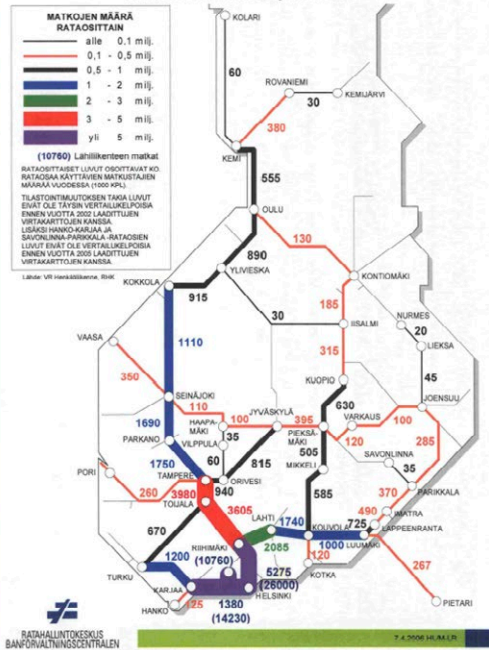 MATKOJEN MÄÄRÄ
RATAOSITTAIN
alle 0.1 milj.
0,1 - 0,5 milj.
0,5 - 1 milj.
1 - 2 milj.
2 - 3 milj.
3 - 5 milj.
yli 5 milj.
(10760) Lähiliikenteen matkat
RATAOSITTAISET LUVUT OSOITTAVAT KO.
RATAOSAA KÄYTTÄVIEN MATKUSTAJIEN
MÄÄRÄÄ VUODESSA (1000 KPL).
TILASTOINTIMUUTOKSEN TAKIA LUVUT
EIVÄT OLE TÄYSIN VERTAILUKELPOISIA
ENNEN VUOTTA 2002 LAADITTUJEN
VIRTAKARTTOJEN KANSSA.
LISÄKSI HANKO-KARJAA JA
SAVONLINNA-PARIKKALA -RATAOSIEN
LUVUT EIVÄT OLE VERTAILUKELPOISIA
ENNEN VUOTTA 2005 LAADITTUJEN
VIRTAKARTTOJEN KANSSA.
Lähde: VR Henkilöliikenne, RHK
KOLARI
60
ROVANIEMI
30
KEMIJÄRVI
380
KEMI
555
OULU
130
890
YLIVIESKA
KONTIOMÄKI
KOKKOLA
915
185
30
IISALMI
NURMES
20
LIEKSA
1110
VAASA
315
45
KUOPIO
350
SEINÄJOKI
110
HAAPA-
MÄKI
100
JYVÄSKYLÄ
395
PIEKSÄ-
MÄKI
630
VARKAUS
120
100
JOENSUU
1690
PARKANO
35
VILPPULA
60
815
505
MIKKELI
SAVONLINNA
35
285
1750
PORI
260
TAMPERE
940
ORIVESI
PARIKKALA
370
3980
TOIJALA
585
IMATRA
490
3605
LAHTI
1740
KOUVOLA
725
LAPPEENRANTA
670
2085
1000
LUUMÄKI
RIIHIMÄKI
(10760)
120
KOTKA
267
TURKU
1200
5275
(26000)
KARJAA
HELSINKI
HANKO
125
1380
(14230)
PIETARI
RATAHALLINTOKESKUS
BANFÖRVALTNINGSCENTRALEN
7.4.2006 HUM/LR